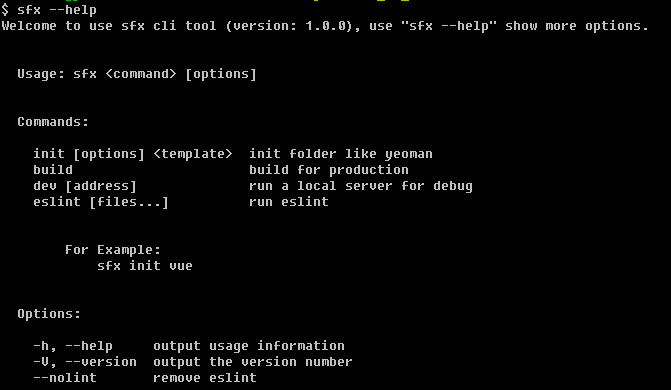 $ sfx --help
Welcome to use sfx cli tool (version: 1.0.0), use "sfx --help" show more options.
Usage: sfx <command> [options]
Commands:
init [options] <template>  init folder like yeoman
build                      build for production
dev [address]              run a local server for debug
eslint [files...]          run eslint
For Example:
sfx init vue
Options:
-h, --help     output usage information
-V, --version  output the version number
--nolint       remove eslint